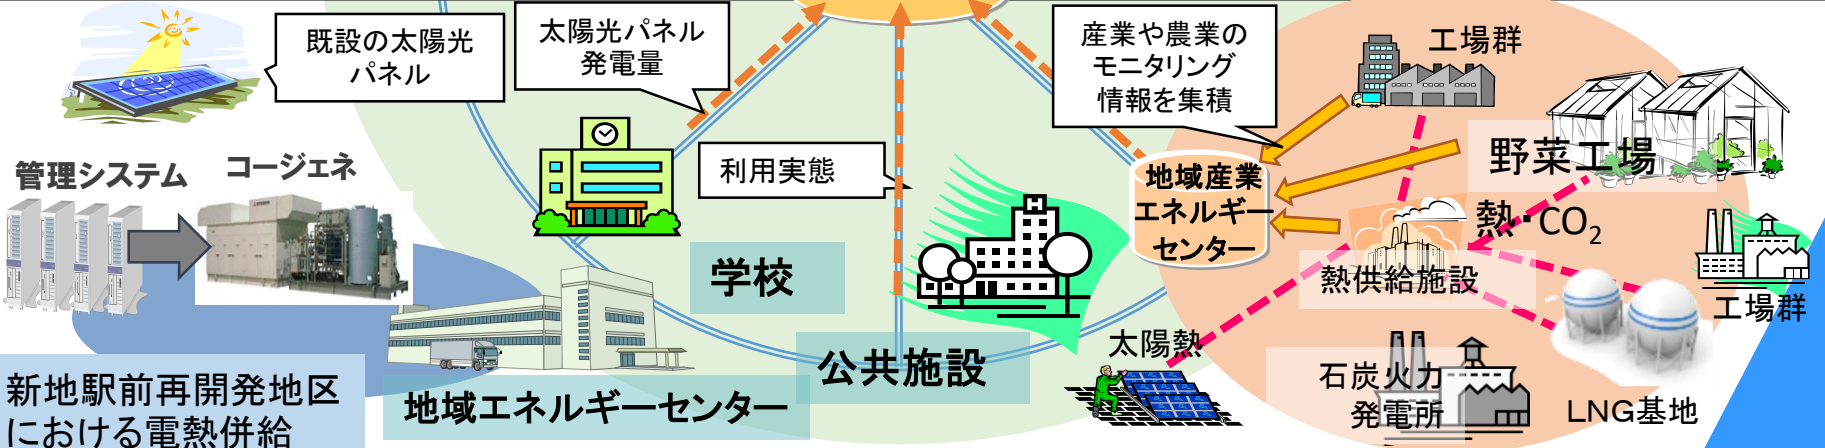 既設の太陽光
パネル
太陽光パネル
発電量
産業や農業の
モニタリング
情報を集積
工場群
管理システム
コージェネ
利用実態
地域産業
エネルギー
センター
野菜工場
熱・CO₂
学校
熱供給施設
工場群
太陽熱
公共施設
石炭火力
発電所
LNG基地
地域エネルギーセンター
新地駅前再開発地区
における電熱併給